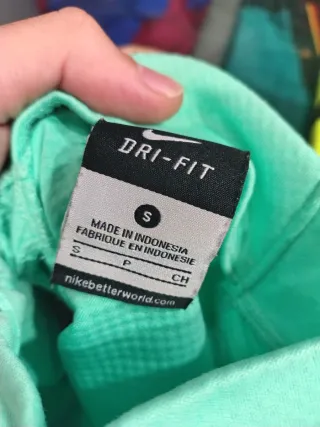 DRI-FIT
S
MADE IN INDONESIA
FABRIQUE EN INDONESIE
S P CH
nikebetterworld.com